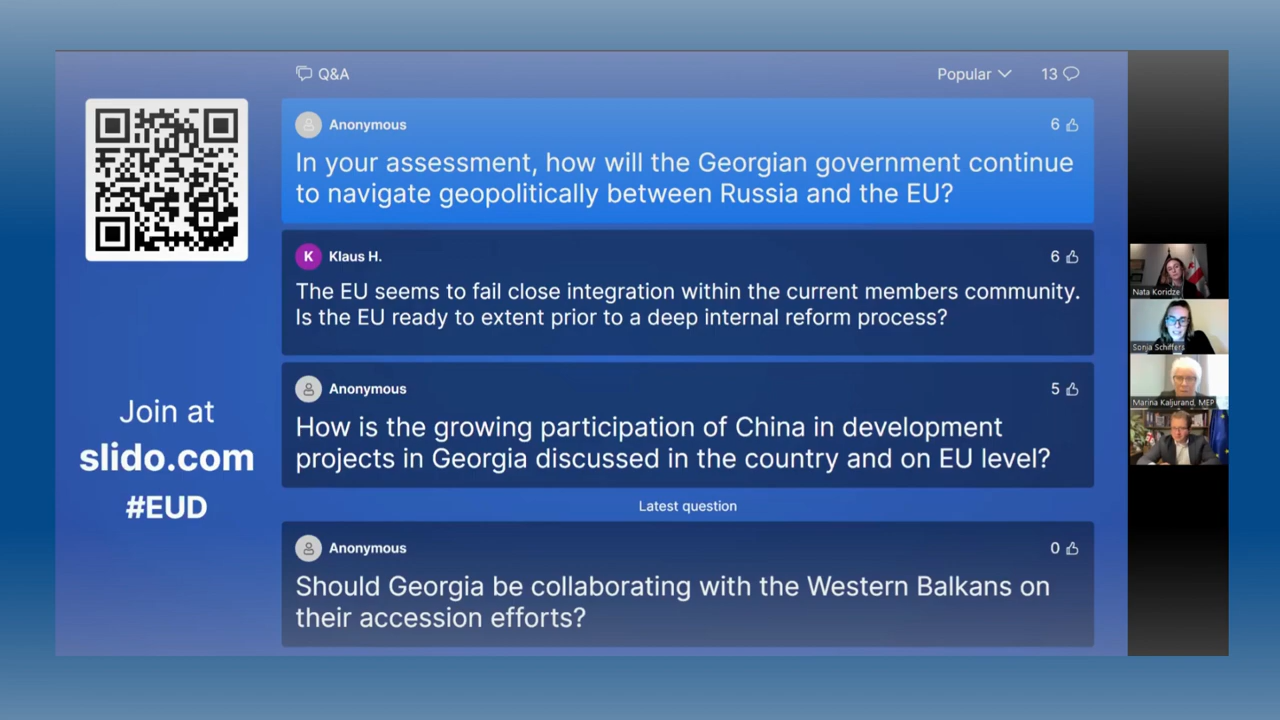 Q&A
Popular
13
Anonymous
6
In your assessment, how will the Georgian government continue
to navigate geopolitically between Russia and the EU?
K
Klaus H.
6
The EU seems to fail close integration within the current members community.
Is the EU ready to extent prior to a deep internal reform process?
Anonymous
5
How is the growing participation of China in development
projects in Georgia discussed in the country and on EU level?
Latest question
Anonymous
0
Should Georgia be collaborating with the Western Balkans on
their accession efforts?
Join at
slido.com
#EUD
Nata Koridze
Sonja Schiffers
Marina Kaljurand, MEP